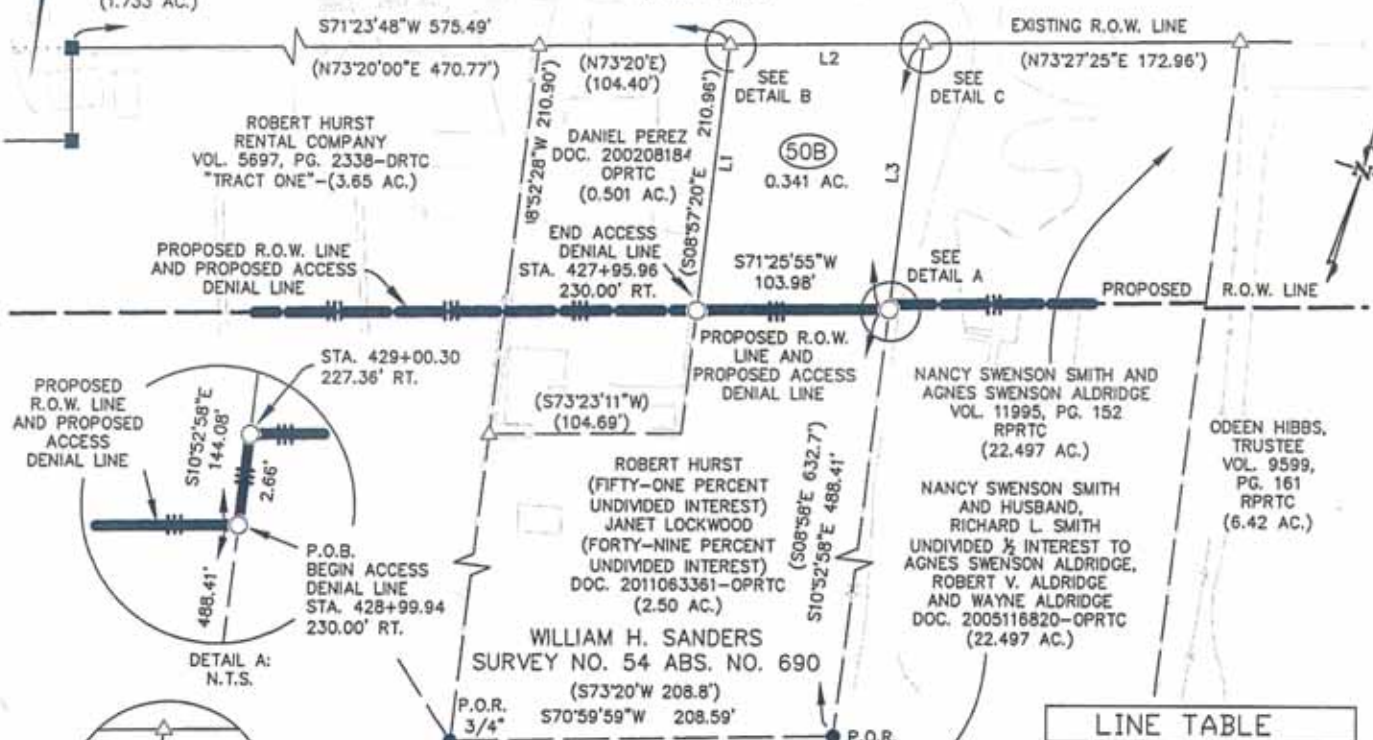 (1.733 AC.)
S71°23'48"W 575.49'
EXISTING R.O.W. LINE
(N73°20'00"E 470.77')
(N73°20'E)
(104.40')
L2
(N73°27'25"E 172.96')
SEE
DETAIL B
SEE
DETAIL C
ROBERT HURST
RENTAL COMPANY
VOL. 5697, PG. 2338-DRTC
"TRACT ONE"-(3.65 AC.)
210.90')
DANIEL PEREZ
DOC. 200208184
OPRTC
(0.501 AC.)
(S08°57'20"E 210.96')
L1
50B
0.341 AC.
L3
PROPOSED R.O.W. LINE
AND PROPOSED ACCESS
DENIAL LINE
END ACCESS
DENIAL LINE
STA. 427+95.96
230.00' RT.
S71°25'55"W
103.98'
SEE
DETAIL A
PROPOSED R.O.W. LINE
PROPOSED R.O.W.
LINE AND
PROPOSED ACCESS
DENIAL LINE
STA. 429+00.30
227.36' RT.
PROPOSED
R.O.W. LINE
AND PROPOSED
ACCESS
DENIAL LINE
S10°52'58"E
144.08'
2.66'
488.41'
P.O.B.
BEGIN ACCESS
DENIAL LINE
STA. 428+99.94
230.00' RT.
DETAIL A:
N.T.S.
(S73°23'11"W)
(104.69')
ROBERT HURST
(FIFTY-ONE PERCENT
UNDIVIDED INTEREST)
JANET LOCKWOOD
(FORTY-NINE PERCENT
UNDIVIDED INTEREST)
DOC. 2011063361-OPRTC
(2.50 AC.)
(S08°58'E 632.7')
S10°52'58"E 488.41'
NANCY SWENSON SMITH AND
AGNES SWENSON ALDRIDGE
VOL. 11995, PG. 152
RPRTC
(22.497 AC.)
NANCY SWENSON SMITH
AND HUSBAND,
RICHARD L. SMITH
UNDIVIDED ½ INTEREST TO
AGNES SWENSON ALDRIDGE,
ROBERT V. ALDRIDGE
AND WAYNE ALDRIDGE
DOC. 2005116820-OPRTC
(22.497 AC.)
ODEEN HIBBS,
TRUSTEE
VOL. 9599,
PG. 161
RPRTC
(6.42 AC.)
WILLIAM H. SANDERS
SURVEY NO. 54 ABS. NO. 690
(S73°20'W 208.8')
S70°59'59"W 208.59'
P.O.R.
3/4"
P.O.R.
LINE TABLE